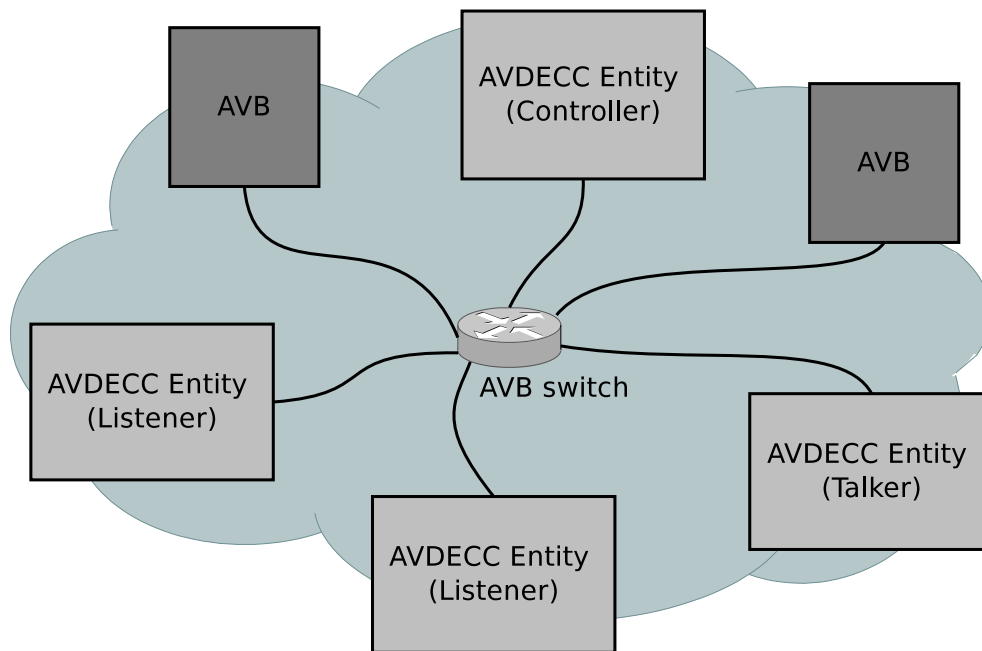 AVB
AVDECC Entity
(Controller)
AVB
AVDECC Entity
(Listener)
AVB switch
AVDECC Entity
(Talker)
AVDECC Entity
(Listener)